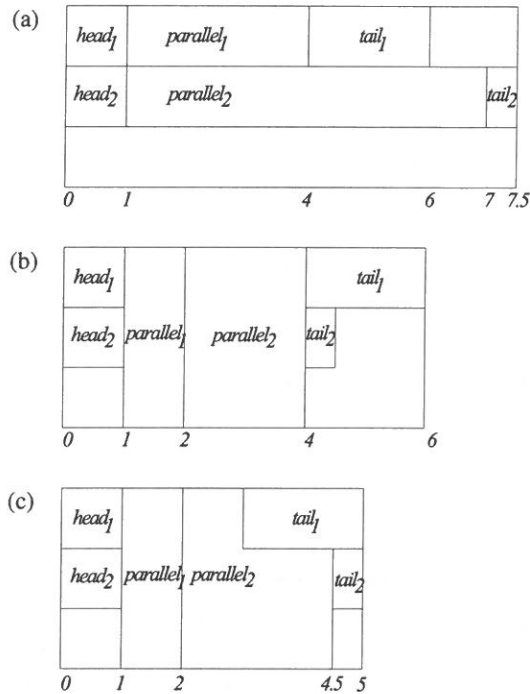 (a)
head1 parallel1 tail1
head2 parallel2 tail2
0 1 4 6 7 7.5
(b)
head1 tail1
head2 parallel1 parallel2 tail2
0 1 2 4 6
(c)
head1 tail1
head2 parallel1 parallel2 tail2
0 1 2 4.5 5